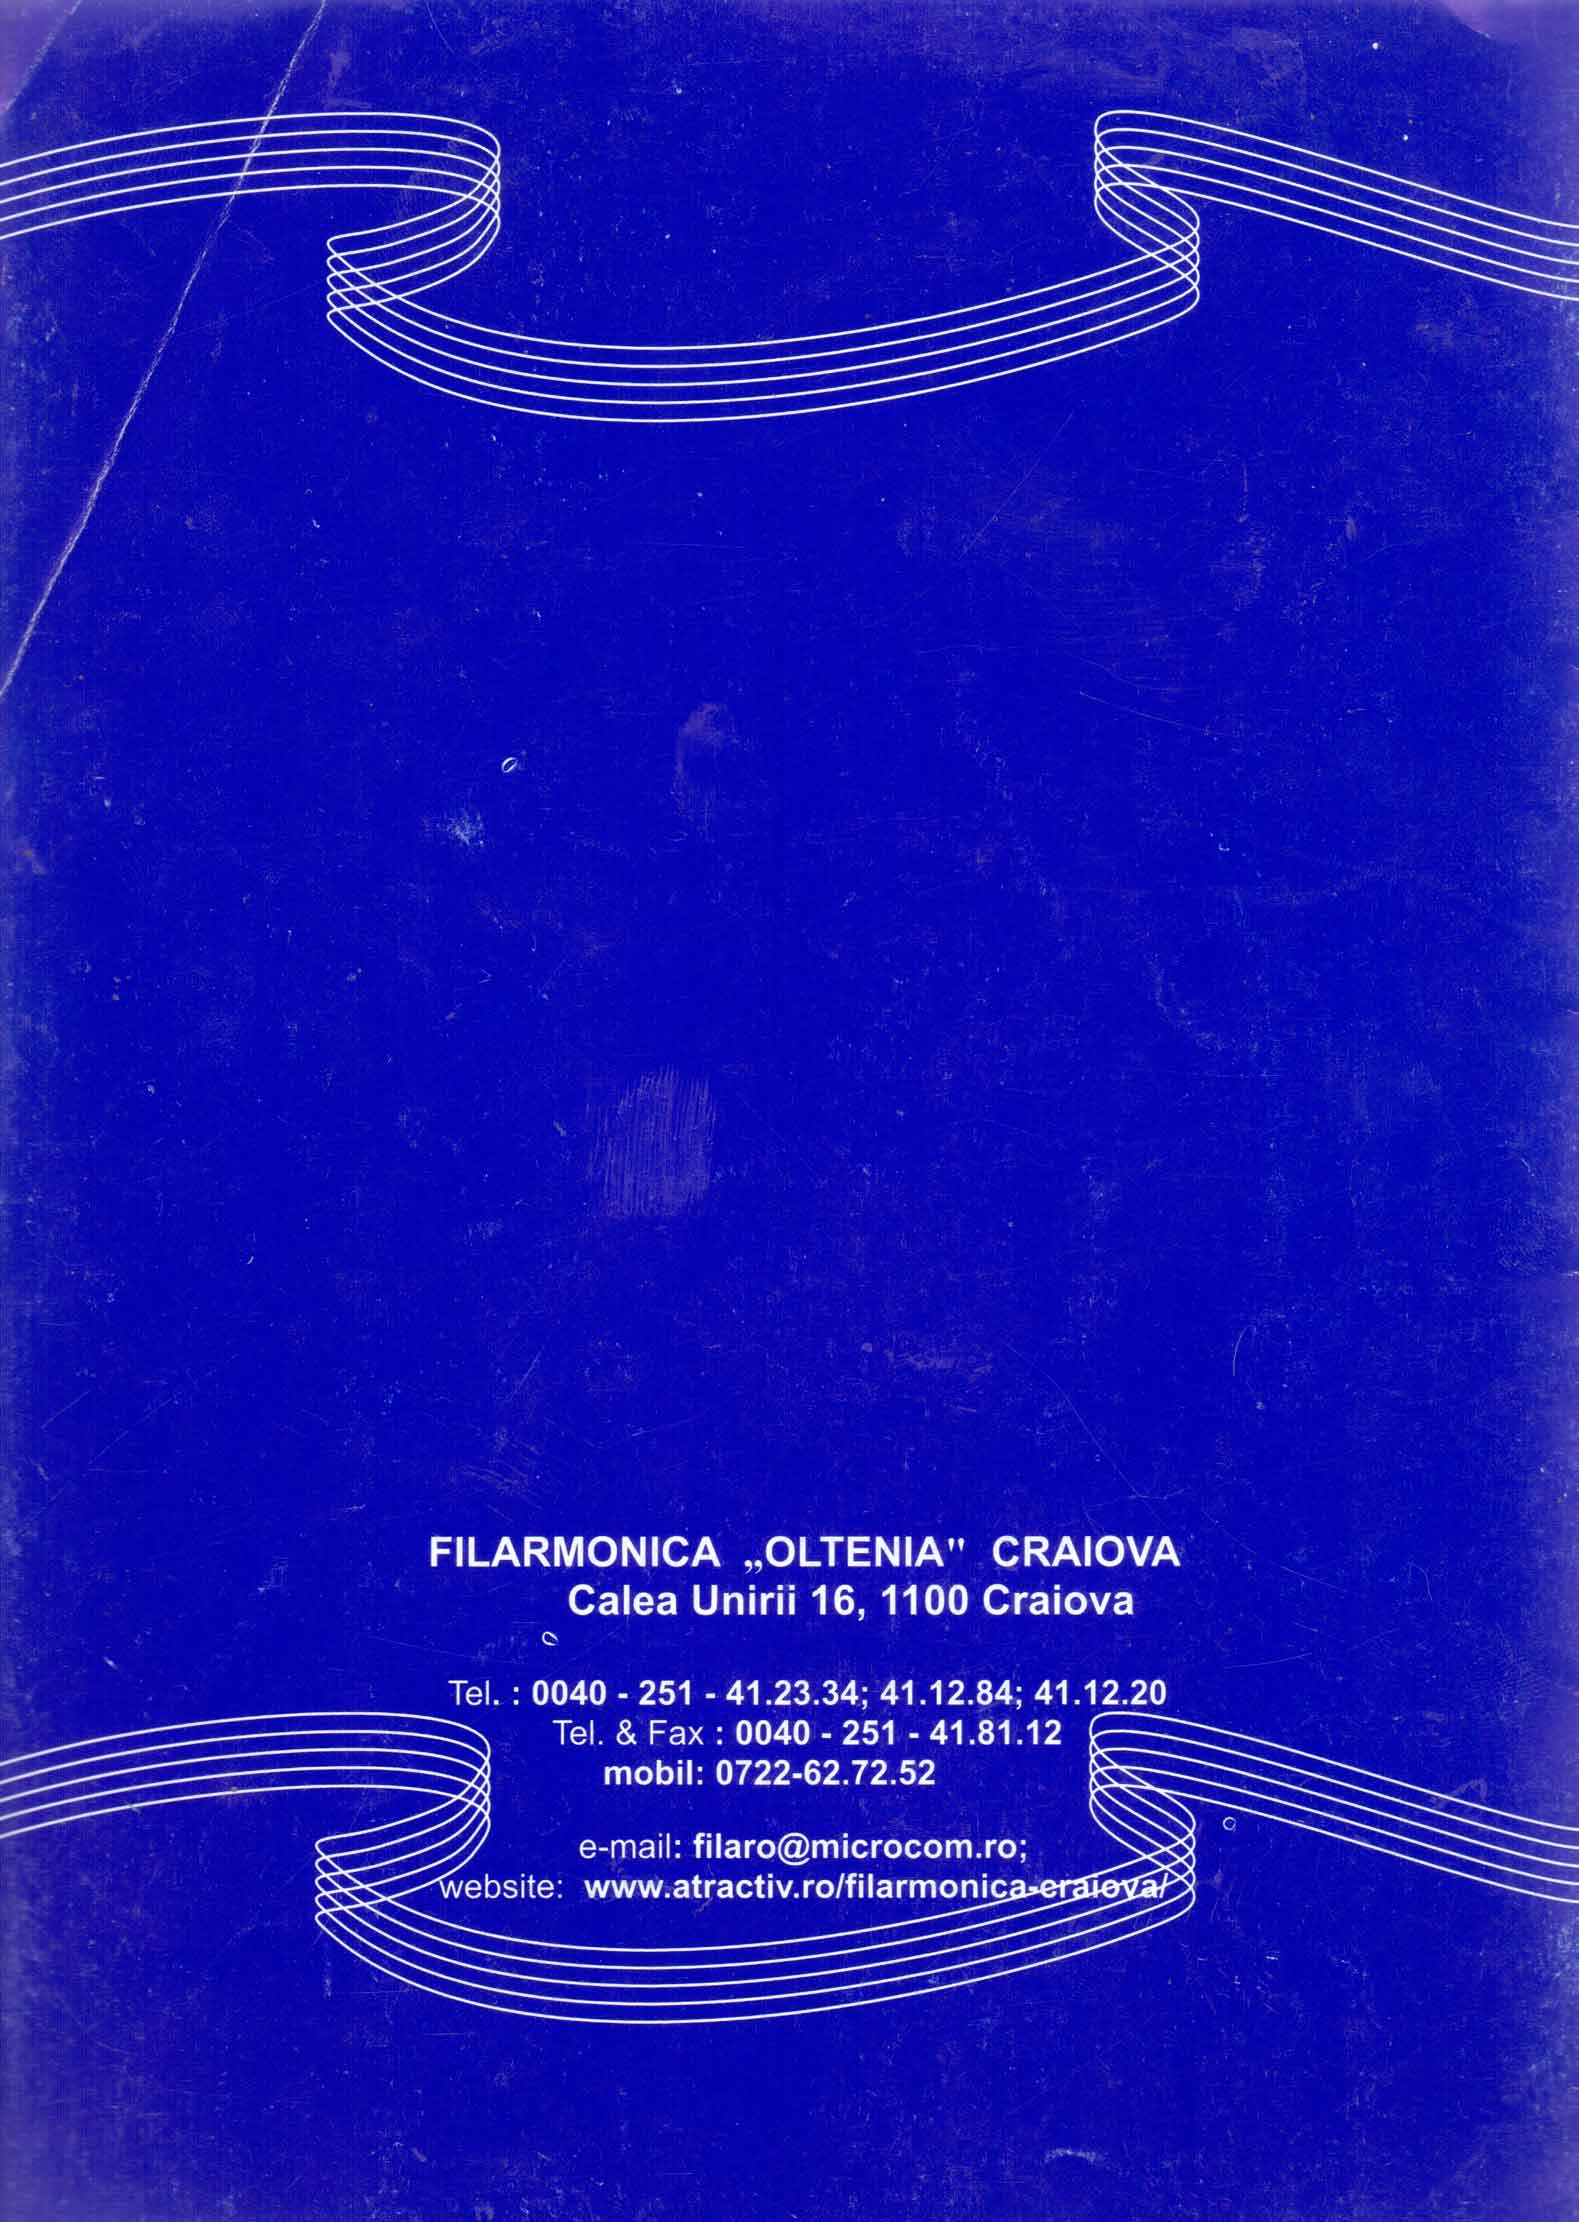 FILARMONICA „OLTENIA" CRAIOVA
Calea Unirii 16, 1100 Craiova
Tel. : 0040 - 251 - 41.23.34; 41.12.84; 41.12.20
Tel. & Fax : 0040 - 251 - 41.81.12
mobil: 0722-62.72.52
e-mail: filaro@microcom.ro;
website: www.atractiv.ro/filarmonica-craiova/